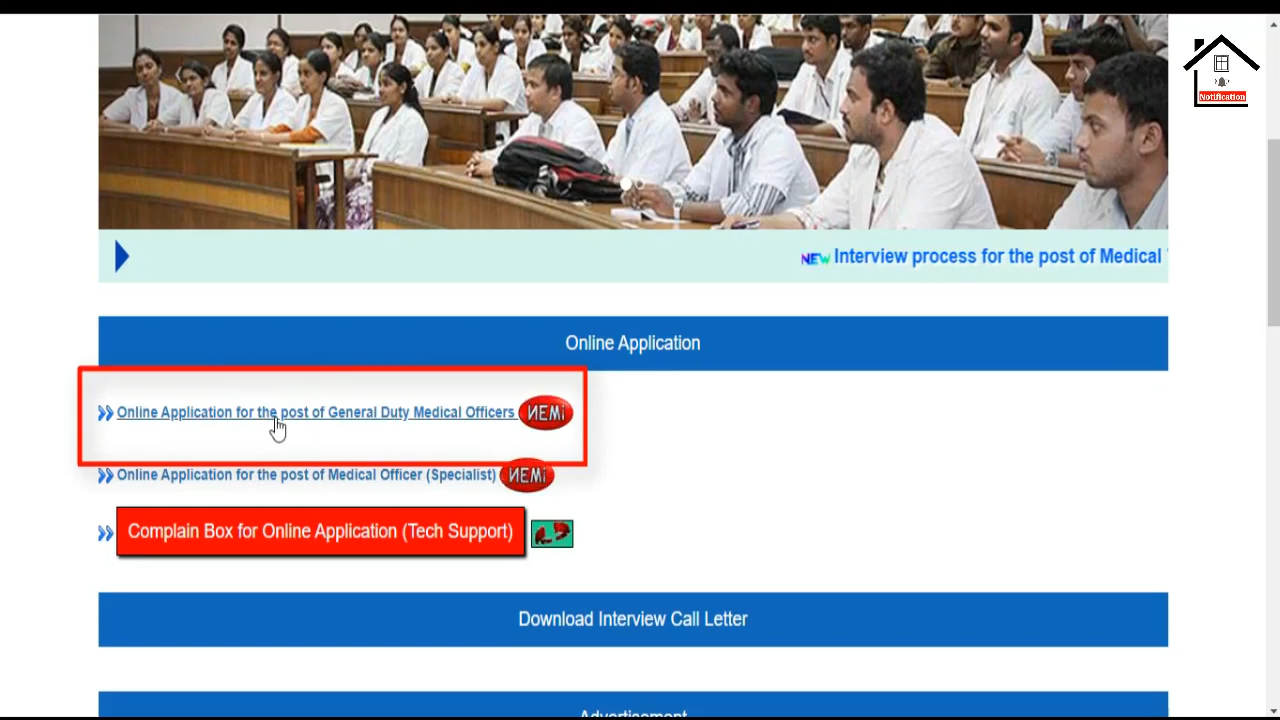 Notification
NEW Interview process for the post of Medical
Online Application
Online Application for the post of General Duty Medical Officers
Online Application for the post of Medical Officer (Specialist)
Complain Box for Online Application (Tech Support)
Download Interview Call Letter
Advertisement